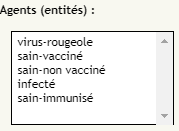 Agents (entités) :
virus-rougeole
sain-vacciné
sain-non vacciné
infecté
sain-immunisé